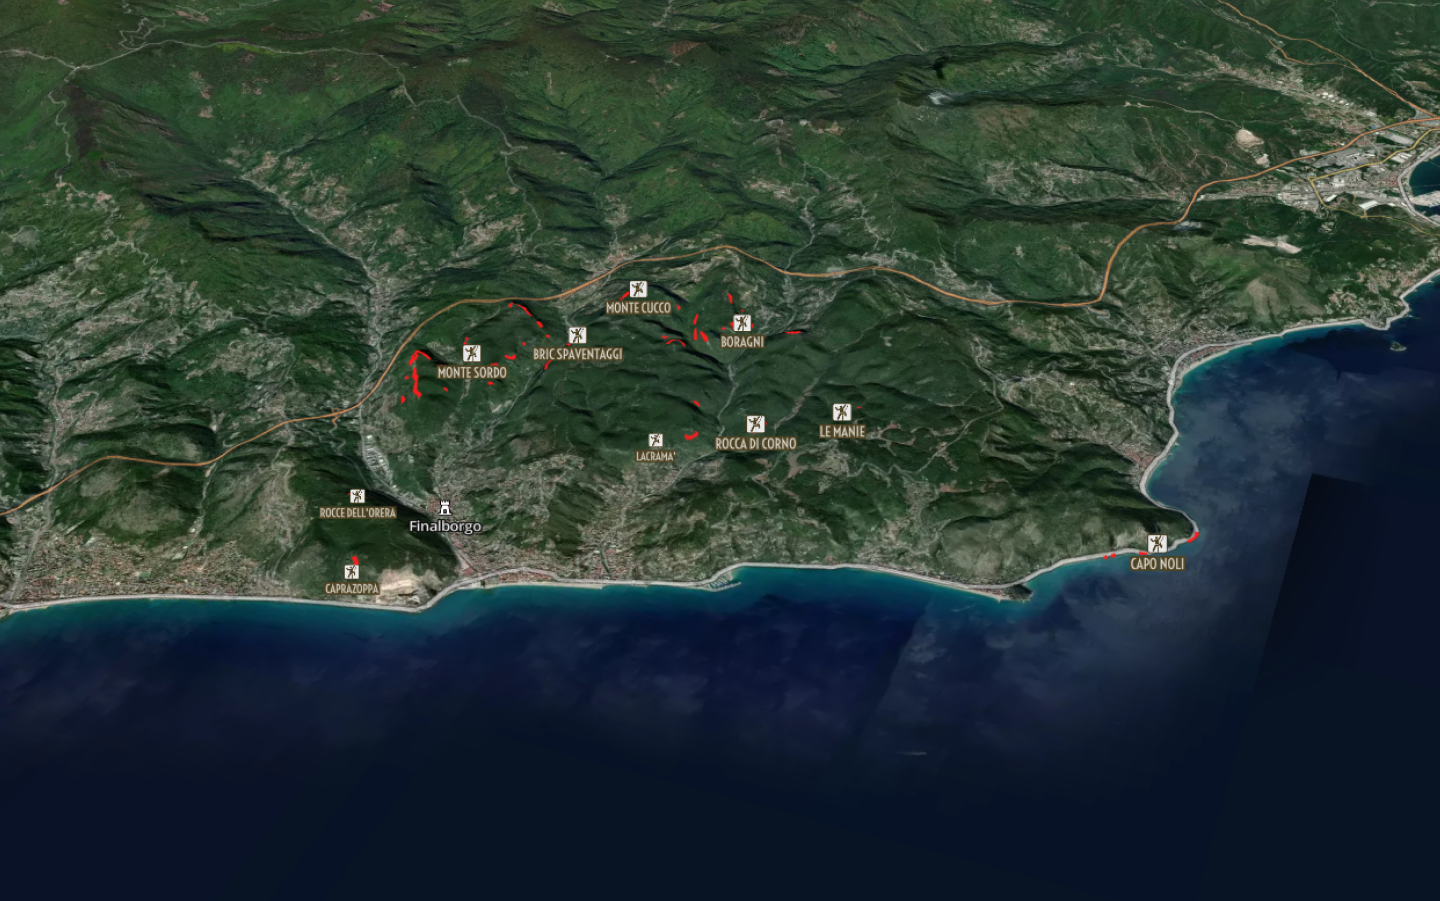 MONTE CUCCO
BORAGNI
BRIC SPAVENTAGGI
MONTE SORDO
LE MANIE
ROCCA DI CORNO
LACRAMA'
ROCCE DELL'ORERA
Finalborgo
CAPO NOLI
CAPRAZOPPA